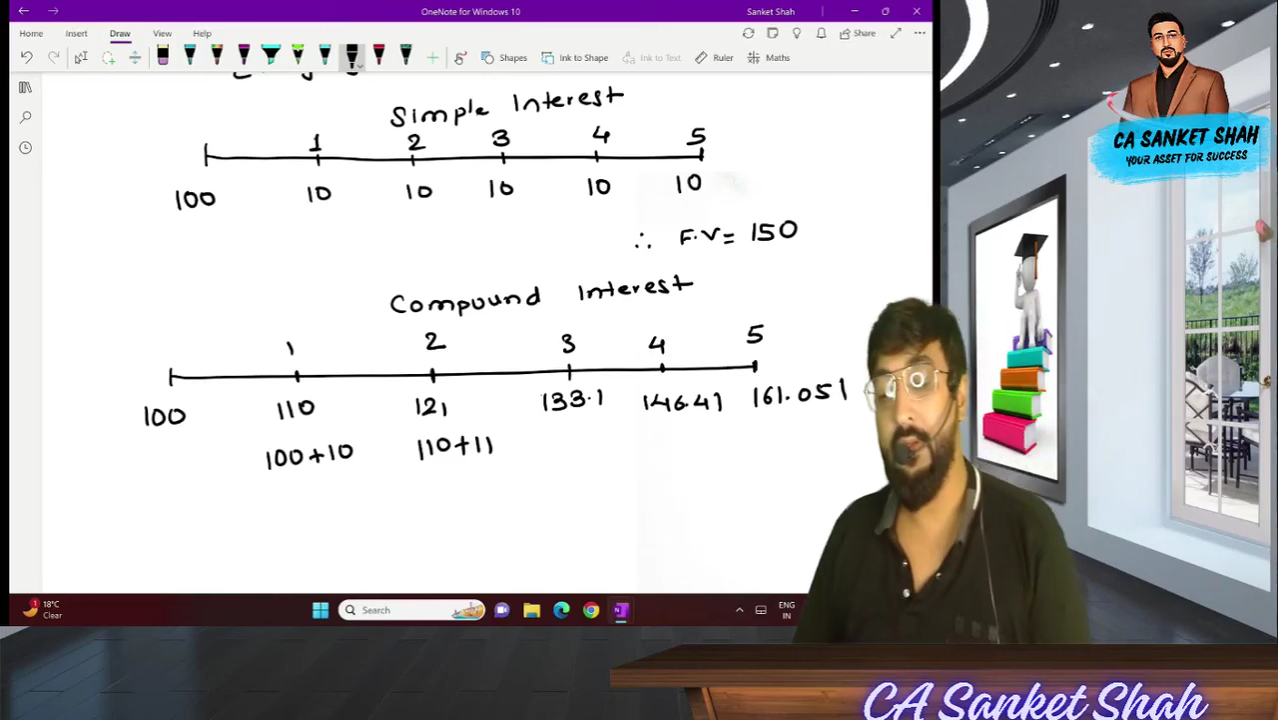 OneNote for Windows 10
Sanket Shah
Home Insert Draw View Help
Share
Shapes Ink to Shape Ink to Text Ruler Maths
Simple Interest
1 2 3 4 5
100 10 10 10 10 10
∴ F.V = 150
Compound Interest
1 2 3 4 5
100 110 121 133.1 146.41 161.051
100+10 110+11
CA SANKET SHAH
YOUR ASSET FOR SUCCESS
1
18°C
Clear
Search
ENG
IN
CA Sanket Shah